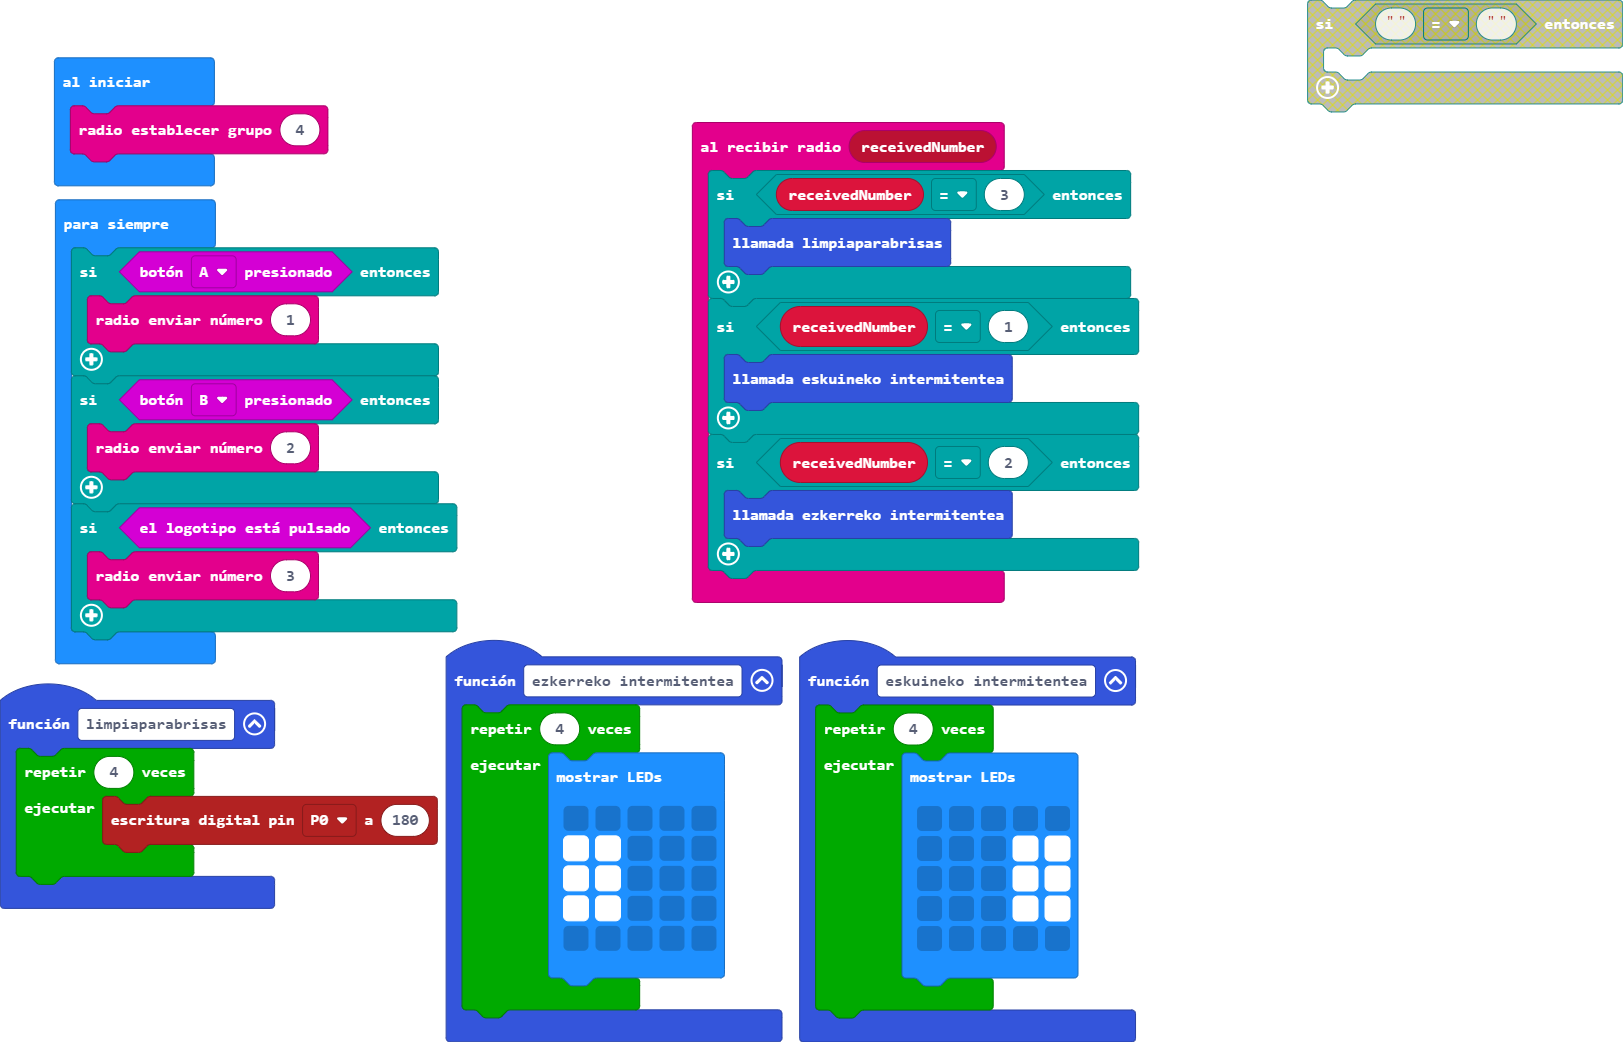 al iniciar
radio establecer grupo 4
para siempre
si botón A presionado entonces
radio enviar número 1
si botón B presionado entonces
radio enviar número 2
si el logotipo está pulsado entonces
radio enviar número 3
al recibir radio receivedNumber
si receivedNumber = 3 entonces
llamada limpiaparabrisas
si receivedNumber = 1 entonces
llamada eskuineko intermitentea
si receivedNumber = 2 entonces
llamada ezkerreko intermitentea
si " " = " " entonces
función limpiaparabrisas
repetir 4 veces
ejecutar escritura digital pin P0 a 180
función ezkerreko intermitentea
repetir 4 veces
ejecutar mostrar LEDs
función eskuineko intermitentea
repetir 4 veces
ejecutar mostrar LEDs